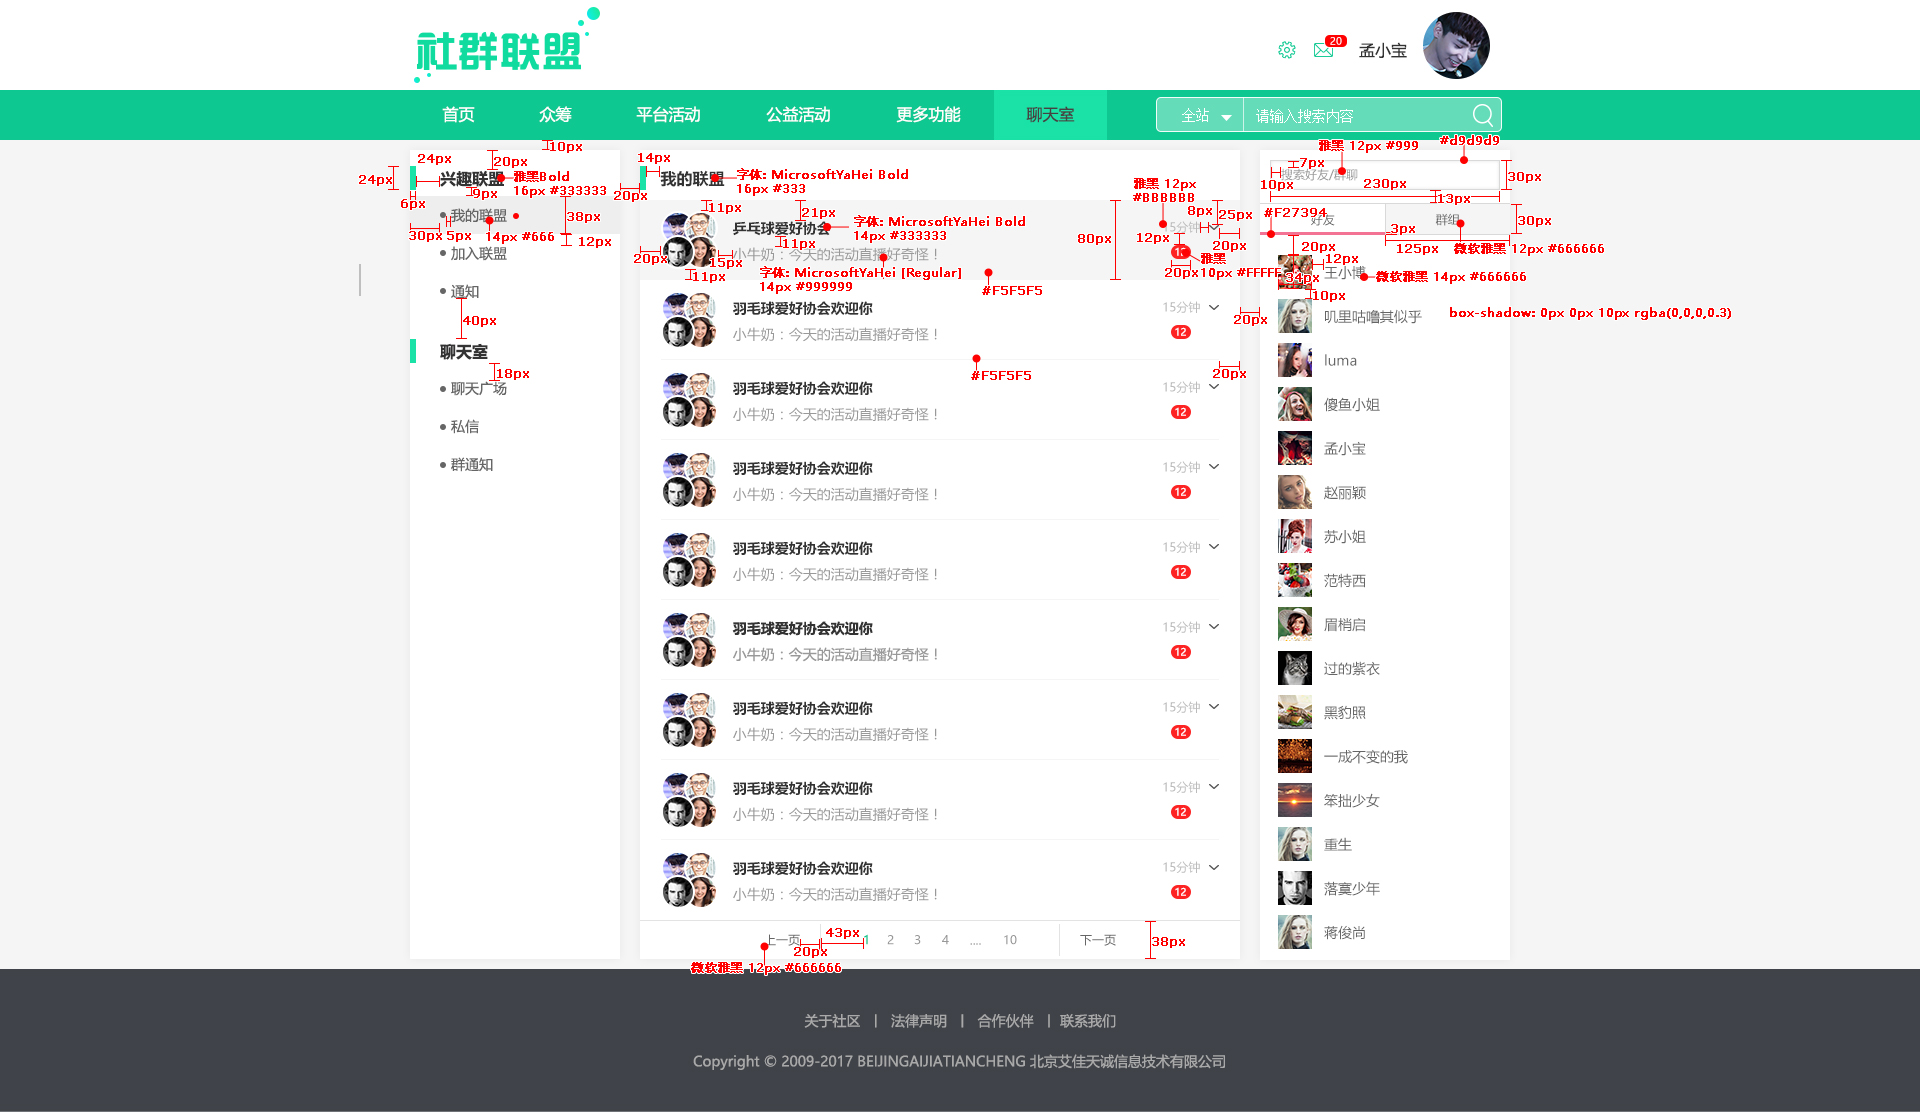 社群联盟
20
孟小宝
首页 众筹 平台活动 公益活动 更多功能 聊天室
全站 请输入搜索内容
10px
24px
20px
24px
兴趣联盟
雅黑Bold
16px #333333
9px
6px
我的联盟
38px
30px 5px
14px #666
12px
加入联盟
通知
40px
聊天室
18px
聊天广场
私信
群通知
14px
我的联盟
字体: MicrosoftYaHei Bold
16px #333
20px
11px
21px
乒乓球爱好协会
字体: MicrosoftYaHei Bold
14px #333333
11px
小牛奶：今天的活动直播好奇怪！
20px
15px
11px
字体: MicrosoftYaHei [Regular]
14px #999999
#F5F5F5
80px
雅黑 12px
#BBBBBB
8px
25px
15分钟
12px
20px
雅黑
10px #FFFFF
20px
羽毛球爱好协会欢迎你
15分钟
小牛奶：今天的活动直播好奇怪！
12
20px
#F5F5F5
20px
羽毛球爱好协会欢迎你
15分钟
小牛奶：今天的活动直播好奇怪！
12
羽毛球爱好协会欢迎你
15分钟
小牛奶：今天的活动直播好奇怪！
12
羽毛球爱好协会欢迎你
15分钟
小牛奶：今天的活动直播好奇怪！
12
羽毛球爱好协会欢迎你
15分钟
小牛奶：今天的活动直播好奇怪！
12
羽毛球爱好协会欢迎你
15分钟
小牛奶：今天的活动直播好奇怪！
12
羽毛球爱好协会欢迎你
15分钟
小牛奶：今天的活动直播好奇怪！
12
羽毛球爱好协会欢迎你
15分钟
小牛奶：今天的活动直播好奇怪！
12
上一页 1 2 3 4 .... 10 下一页
43px
20px
38px
微软雅黑 12px #666666
雅黑 12px #999
#d9d9d9
7px
搜索好友/群聊
30px
10px
230px
13px
#F27394
好友 群组
30px
3px
20px
125px
微软雅黑 12px #666666
12px
王小博
34px
微软雅黑 14px #666666
10px
box-shadow: 0px 0px 10px rgba(0,0,0,0.3)
叽里咕噜其似乎
luma
傻鱼小姐
孟小宝
赵丽颖
苏小姐
范特西
眉梢启
过的紫衣
黑豹照
一成不变的我
笨拙少女
重生
落寞少年
蒋俊尚
关于社区 | 法律声明 | 合作伙伴 | 联系我们
Copyright © 2009-2017 BEIJINGAIJIATIANCHENG 北京艾佳天诚信息技术有限公司